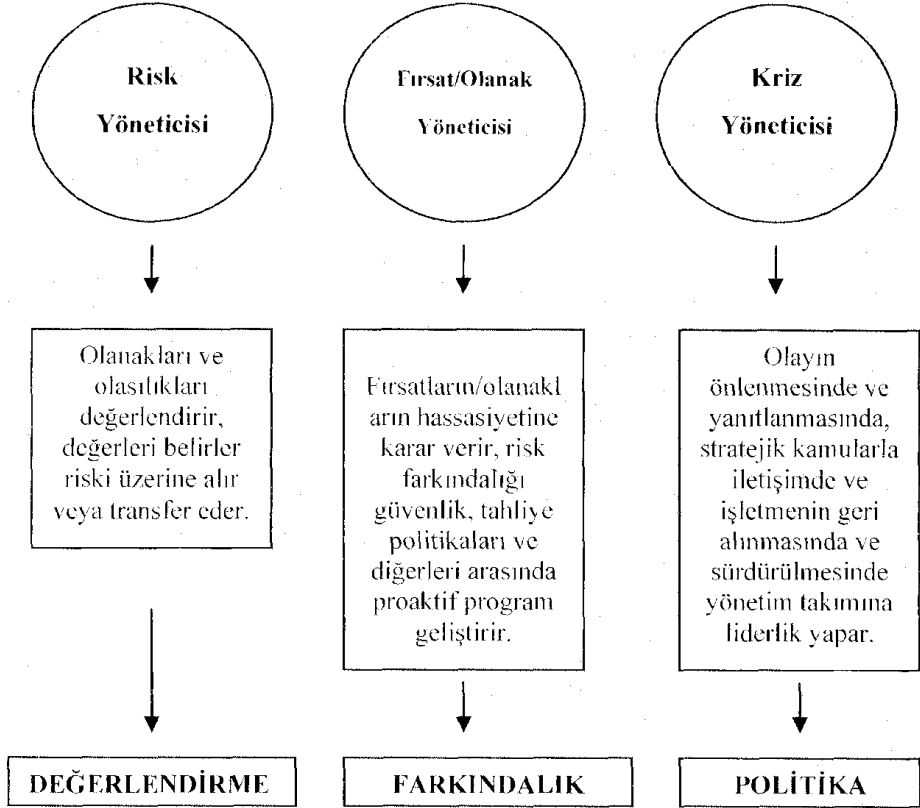 Risk
Yöneticisi
Fırsat/Olanak
Yöneticisi
Kriz
Yöneticisi
Olanakları ve
olasılıkları
değerlendirir,
değerleri belirler
riski üzerine alır
veya transfer eder.
Fırsatların/olanakl
arın hassasiyetine
karar verir, risk
farkındalığı
güvenlik, tahliye
politikaları ve
diğerleri arasında
proaktif program
geliştirir.
Olayın
önlenmesinde ve
yanıtlanmasında,
stratejik kamularla
iletişimde ve
işletmenin geri
alınmasında ve
sürdürülmesinde
yönetim takımına
liderlik yapar.
DEĞERLENDİRME
FARKINDALIK
POLİTİKA